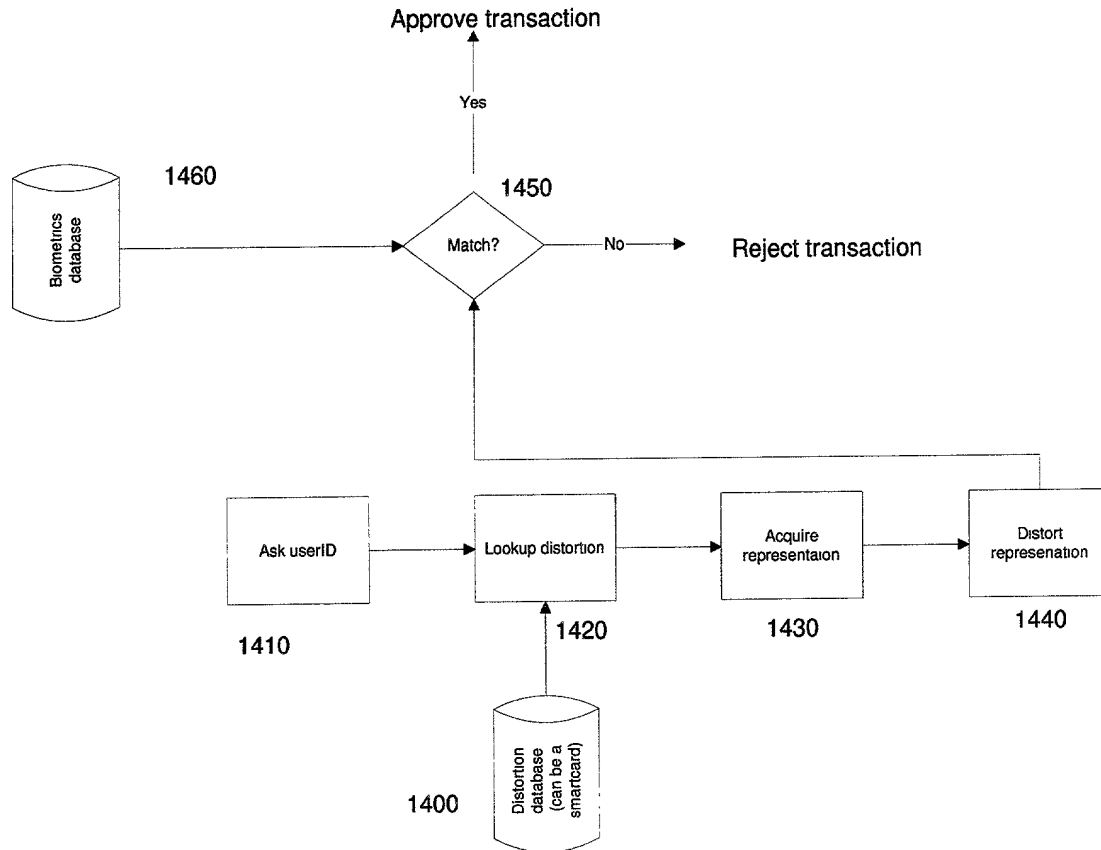 Approve transaction
Yes
1460
1450
Biometrics
database
Match?
No
Reject transaction
Ask userID
Lookup distortion
Acquire
representaion
Distort
represenation
1410
1420
1430
1440
Distortion
database
(can be a
smartcard)
1400